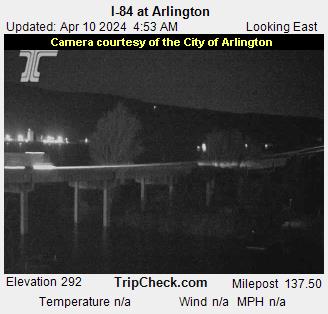 I-84 at Arlington
Updated: Apr 10 2024 4:53 AM Looking East
Camera courtesy of the City of Arlington
Elevation 292 TripCheck.com Milepost 137.50
Temperature n/a Wind n/a MPH n/a